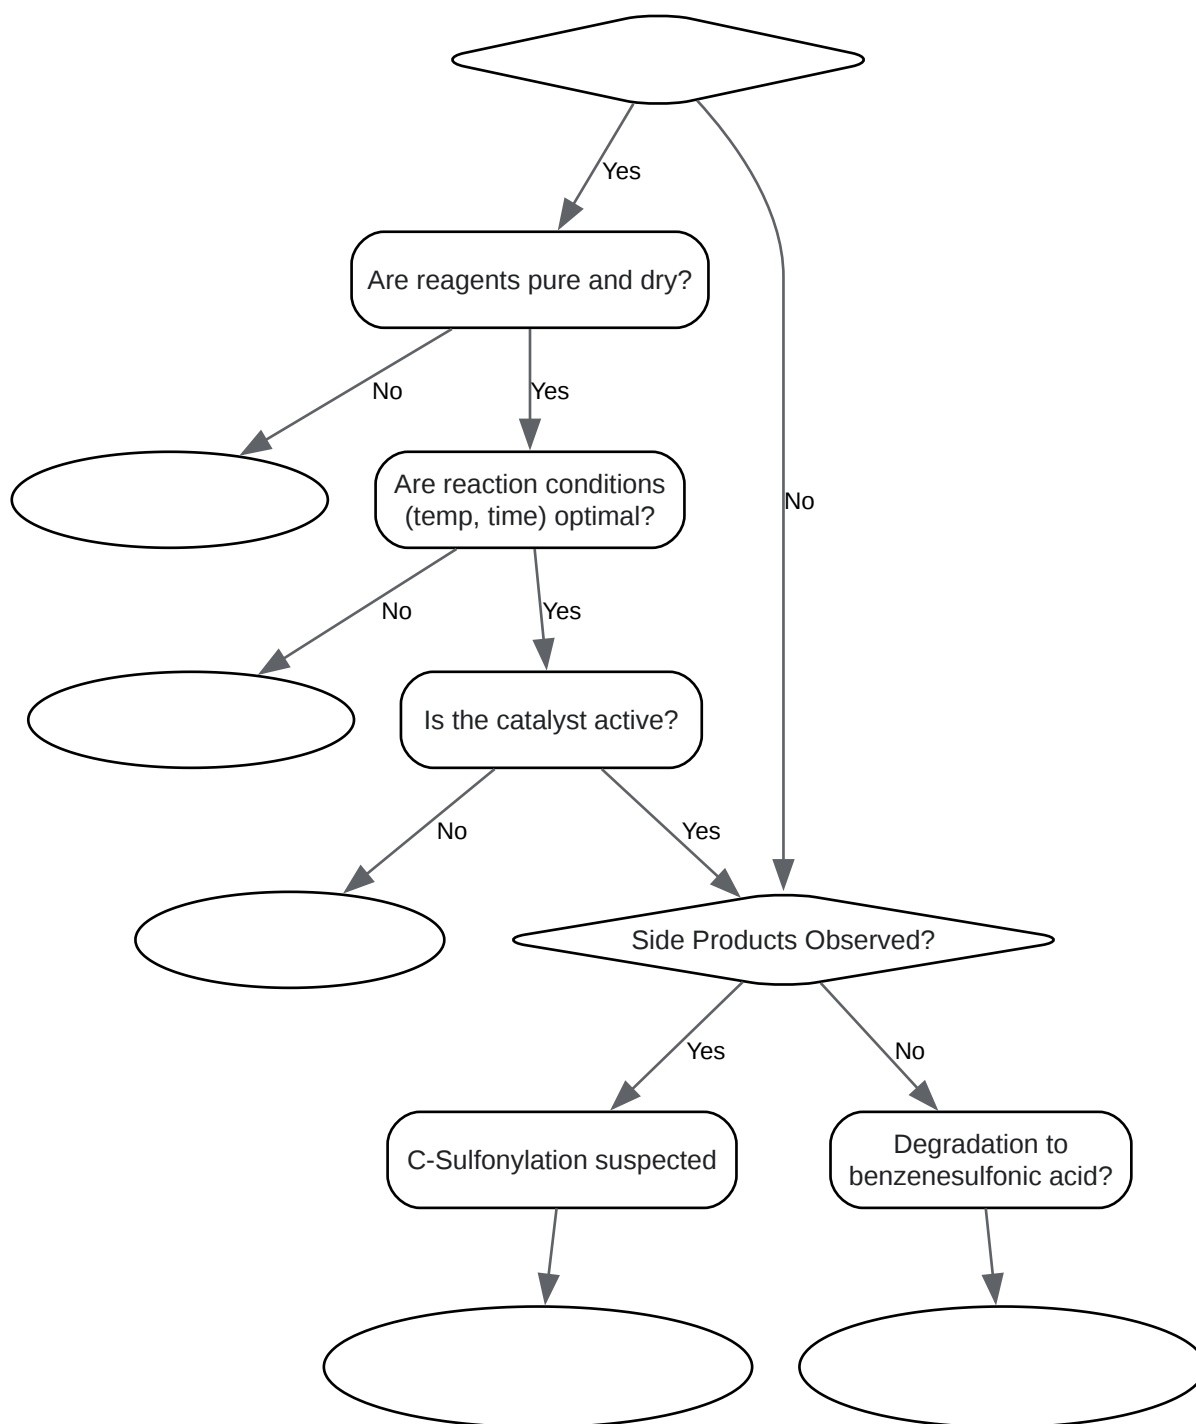 Yes
Are reagents pure and dry?
No
Yes
Are reaction conditions
(temp, time) optimal?
No
No
Yes
Is the catalyst active?
No
Yes
Side Products Observed?
Yes
No
C-Sulfonylation suspected
Degradation to
benzenesulfonic acid?